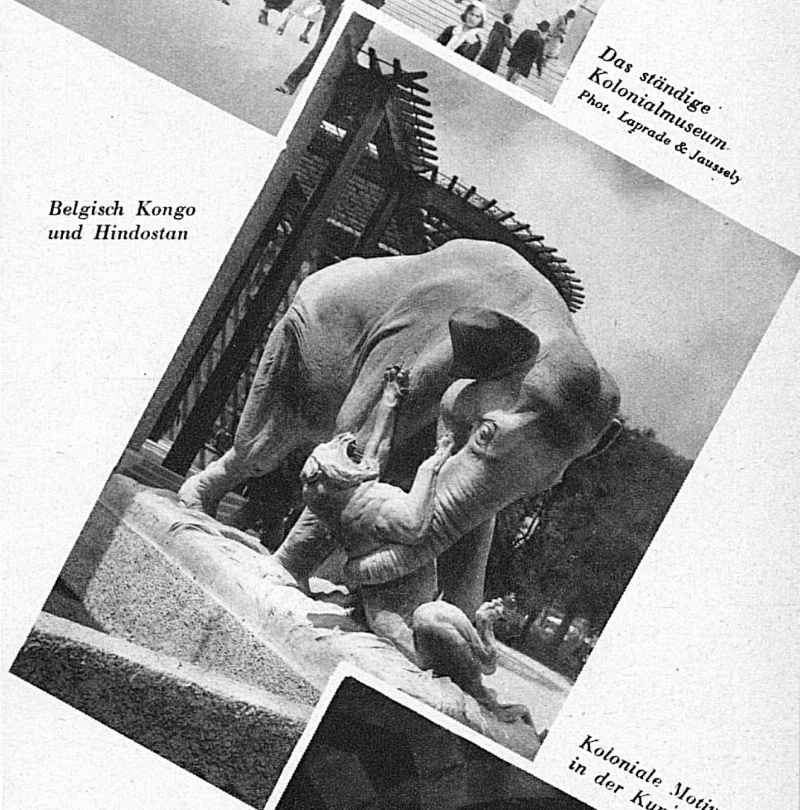 Das ständige
Kolonialmuseum
Phot. Laprade & Jaussely
Belgisch Kongo
und Hindostan
Koloniale
in der